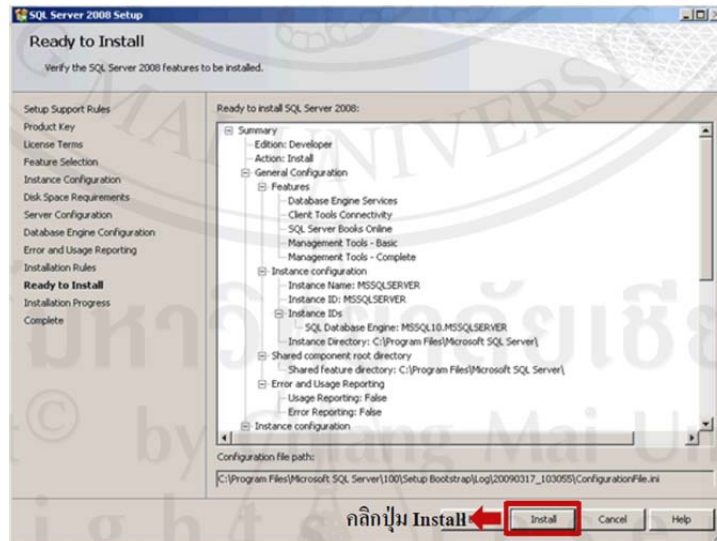 SQL Server 2008 Setup
Ready to Install
Verify the SQL Server 2008 features to be installed.
Setup Support Rules
Product Key
License Terms
Feature Selection
Instance Configuration
Disk Space Requirements
Server Configuration
Database Engine Configuration
Error and Usage Reporting
Installation Rules
Ready to Install
Installation Progress
Complete
Ready to install SQL Server 2008:
Summary
Edition: Developer
Action: Install
General Configuration
Features
Database Engine Services
Client Tools Connectivity
SQL Server Books Online
Management Tools - Basic
Management Tools - Complete
Instance configuration
Instance Name: MSSQLSERVER
Instance ID: MSSQLSERVER
Instance IDs
SQL Database Engine: MSSQL10.MSSQLSERVER
Instance Directory: C:\Program Files\Microsoft SQL Server\
Shared component root directory
Shared feature directory: C:\Program Files\Microsoft SQL Server\
Error and Usage Reporting
Usage Reporting: False
Error Reporting: False
Instance configuration
Configuration file path:
C:\Program Files\Microsoft SQL Server\100\Setup Bootstrap\Log\20090317_103055\ConfigurationFile.ini
คลิกปุ่ม Install
Install
Cancel
Help